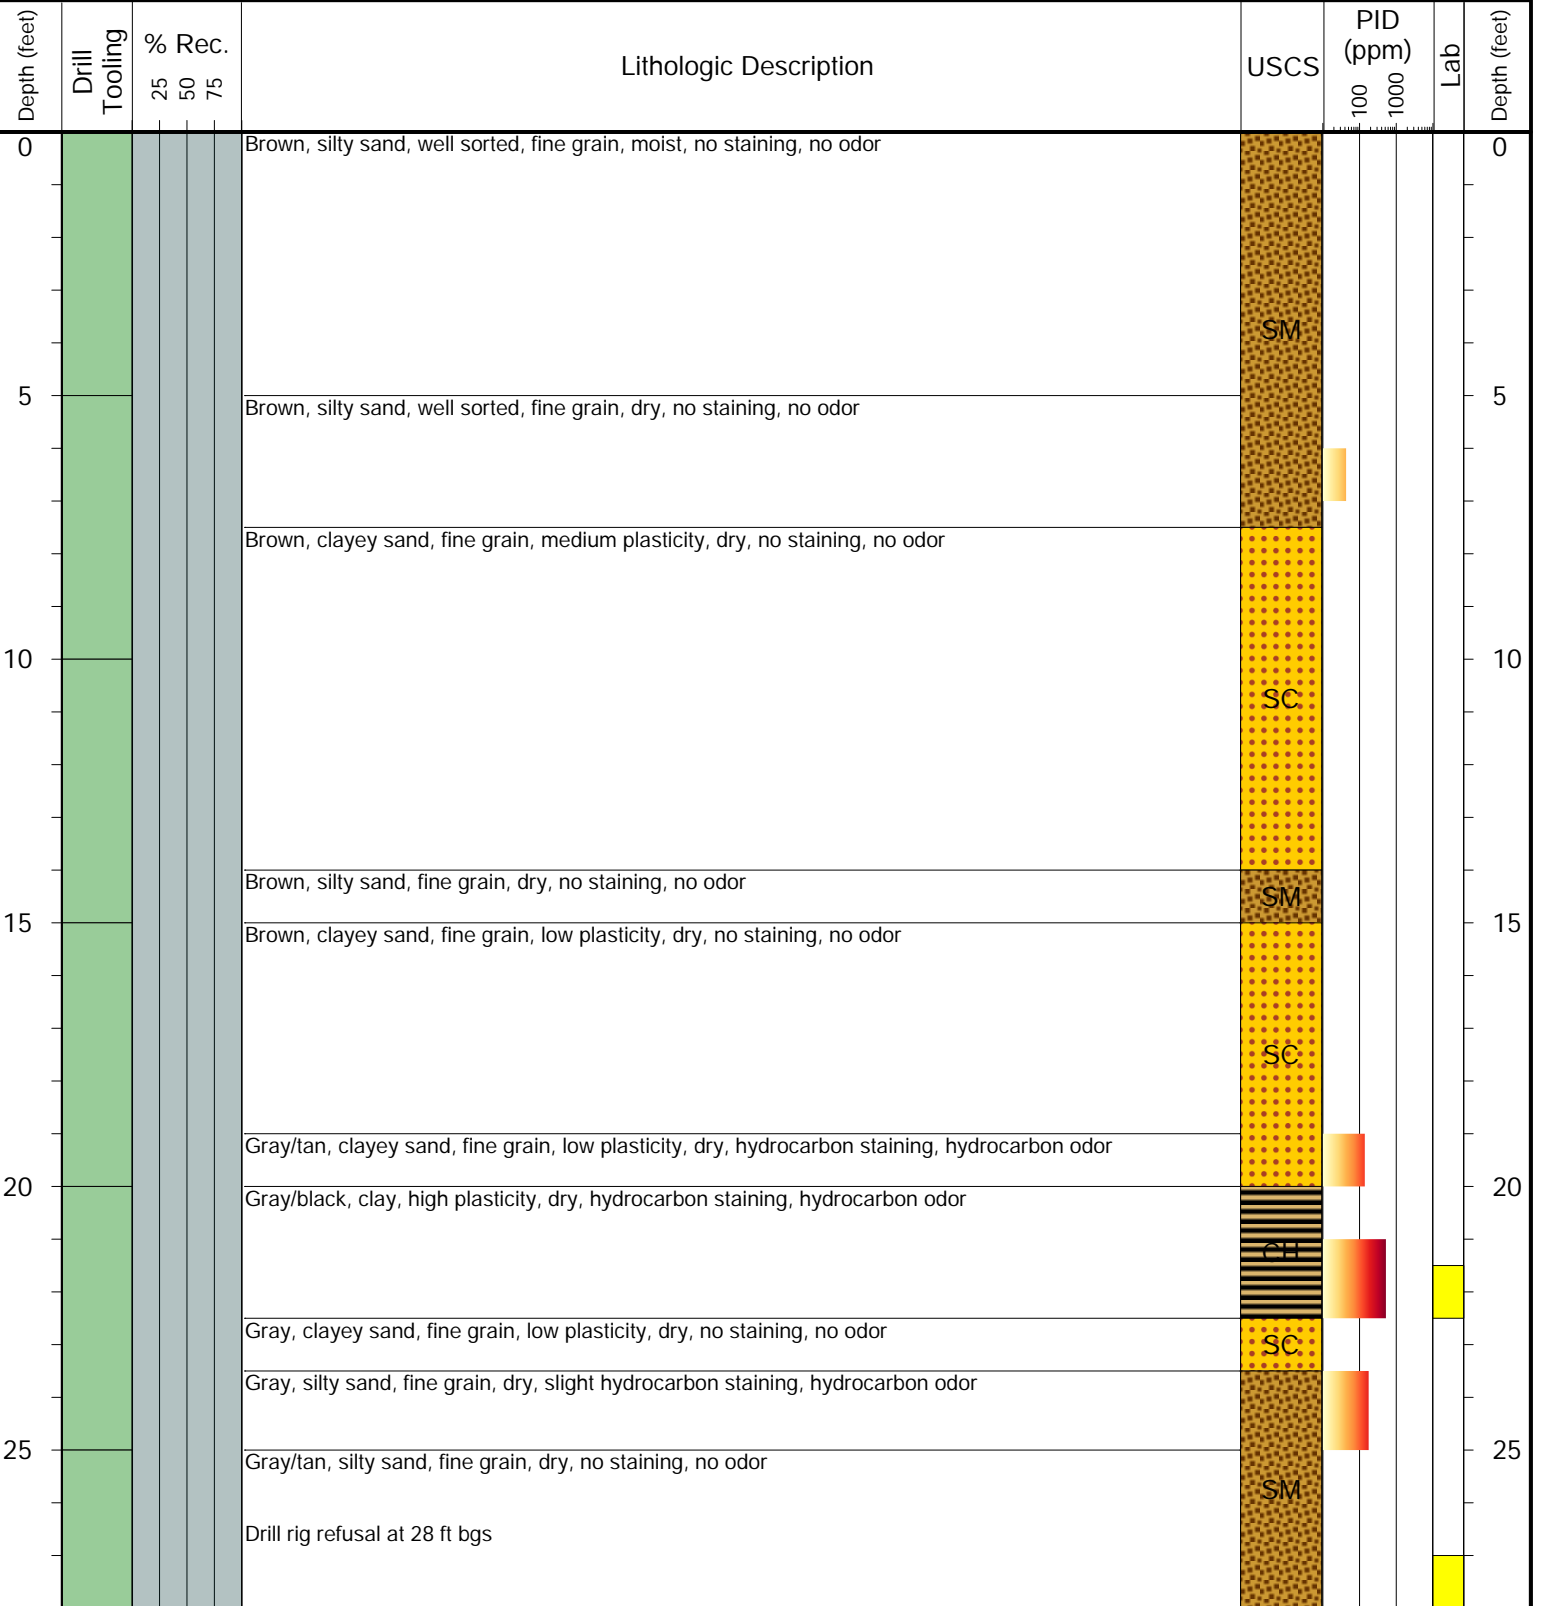 Depth (feet)
Drill
Tooling
% Rec.
25
50
75
Lithologic Description
USCS
PID
(ppm)
100
1000
Lab
Depth (feet)
0
Brown, silty sand, well sorted, fine grain, moist, no staining, no odor
0
SM
5
Brown, silty sand, well sorted, fine grain, dry, no staining, no odor
5
Brown, clayey sand, fine grain, medium plasticity, dry, no staining, no odor
10
10
SC
Brown, silty sand, fine grain, dry, no staining, no odor
SM
15
Brown, clayey sand, fine grain, low plasticity, dry, no staining, no odor
15
SC
Gray/tan, clayey sand, fine grain, low plasticity, dry, hydrocarbon staining, hydrocarbon odor
20
Gray/black, clay, high plasticity, dry, hydrocarbon staining, hydrocarbon odor
20
CH
Gray, clayey sand, fine grain, low plasticity, dry, no staining, no odor
SC
Gray, silty sand, fine grain, dry, slight hydrocarbon staining, hydrocarbon odor
25
Gray/tan, silty sand, fine grain, dry, no staining, no odor
25
SM
Drill rig refusal at 28 ft bgs